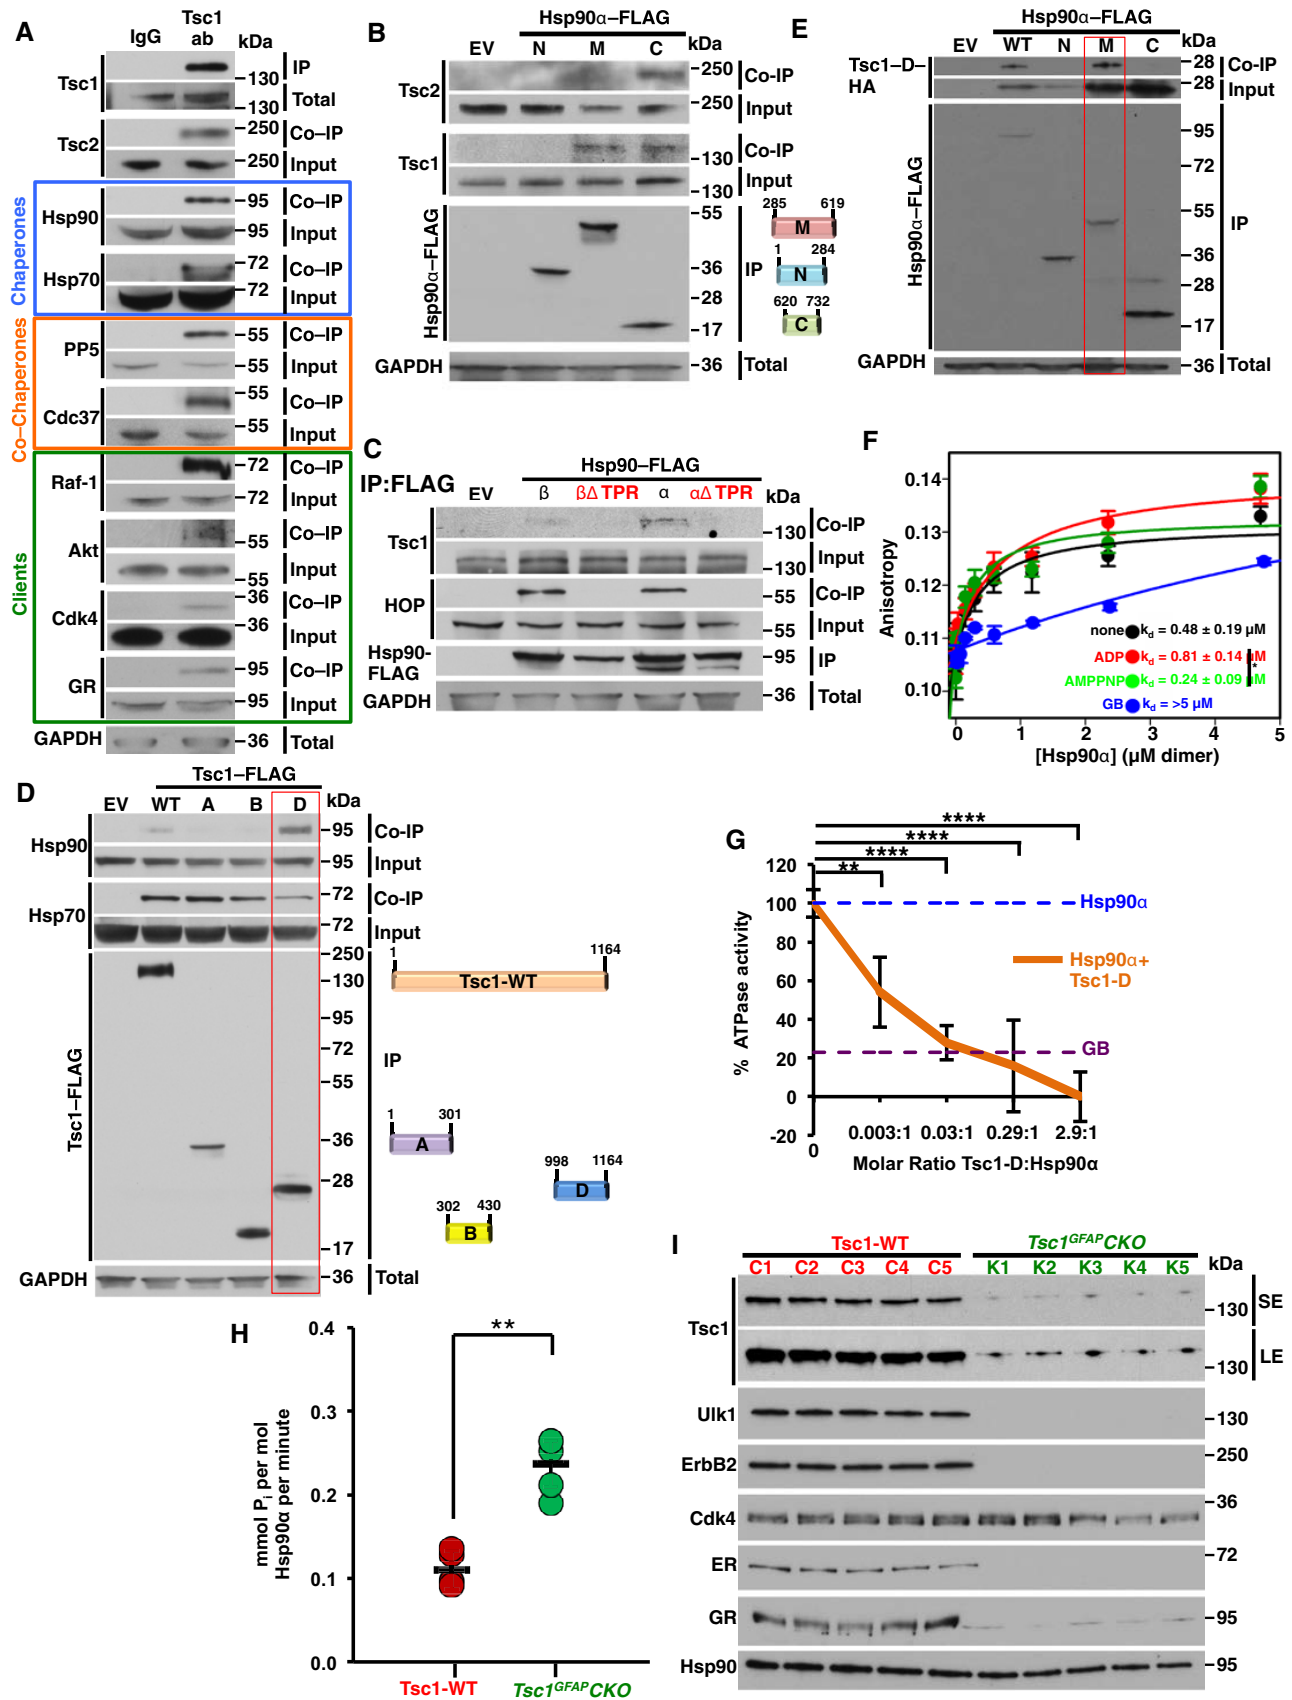 A
IgG
Tsc1 ab
kDa
Tsc1
130
IP
130
Total
Tsc2
250
Co–IP
250
Input
Chaperones
Hsp90
95
Co–IP
95
Input
Hsp70
72
Co–IP
72
Input
Co–Chaperones
PP5
55
Co–IP
55
Input
Cdc37
55
Co–IP
55
Input
Clients
Raf-1
72
Co–IP
72
Input
Akt
55
Co–IP
55
Input
Cdk4
36
Co–IP
36
Input
GR
95
Co–IP
95
Input
GAPDH
36
Total
B
Hsp90α–FLAG
EV N M C kDa
Tsc2
250
Co-IP
250
Input
Tsc1
130
Co-IP
130
Input
Hsp90α–FLAG
55
36
28
17
IP
GAPDH
36
Total
285 619
M
1 284
N
620 732
C
C
IP:FLAG
Hsp90–FLAG
EV β βΔ TPR α αΔ TPR kDa
Tsc1
130
Co-IP
130
Input
HOP
55
Co-IP
55
Input
Hsp90-
FLAG
95
IP
GAPDH
36
Total
D
Tsc1–FLAG
EV WT A B D kDa
Hsp90
95
Co-IP
95
Input
Hsp70
72
Co-IP
72
Input
Tsc1–FLAG
250
130
95
72
55
36
28
17
IP
GAPDH
36
Total
1 1164
Tsc1-WT
1 301
A
998 1164
D
302 430
B
E
Hsp90α–FLAG
EV WT N M C kDa
Tsc1–D–
HA
28
Co-IP
28
Input
Hsp90α–FLAG
95
72
55
36
28
17
IP
GAPDH
36
Total
F
Anisotropy
0.14
0.13
0.12
0.11
0.10
none kd = 0.48 ± 0.19 µM
ADP kd = 0.81 ± 0.14 µM
AMPPNP kd = 0.24 ± 0.09 µM
*
GB kd = >5 µM
0 1 2 3 4 5
[Hsp90α] (µM dimer)
G
****
****
****
**
% ATPase activity
120
100
80
60
40
20
0
-20
Hsp90α
Hsp90α+
Tsc1-D
GB
0 0.003:1 0.03:1 0.29:1 2.9:1
Molar Ratio Tsc1-D:Hsp90α
H
**
mmol Pi per mol
Hsp90α per minute
0.4
0.3
0.2
0.1
0.0
Tsc1-WT Tsc1GFAPCKO
I
Tsc1-WT Tsc1GFAPCKO
C1 C2 C3 C4 C5 K1 K2 K3 K4 K5 kDa
Tsc1
130
SE
130
LE
Ulk1
130
ErbB2
250
Cdk4
36
ER
72
GR
95
Hsp90
95